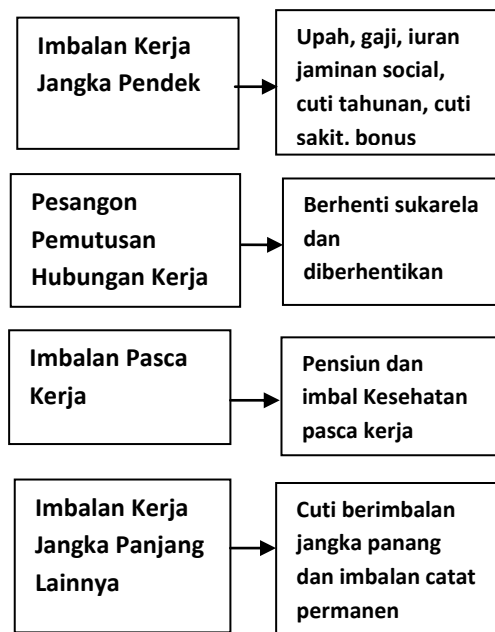 Imbalan Kerja
Jangka Pendek
Upah, gaji, iuran
jaminan social,
cuti tahunan, cuti
sakit. bonus
Pesangon
Pemutusan
Hubungan Kerja
Berhenti sukarela
dan
diberhentikan
Imbalan Pasca
Kerja
Pensiun dan
imbal Kesehatan
pasca kerja
Imbalan Kerja
Jangka Panjang
Lainnya
Cuti berimbalan
jangka panang
dan imbalan catat
permanen